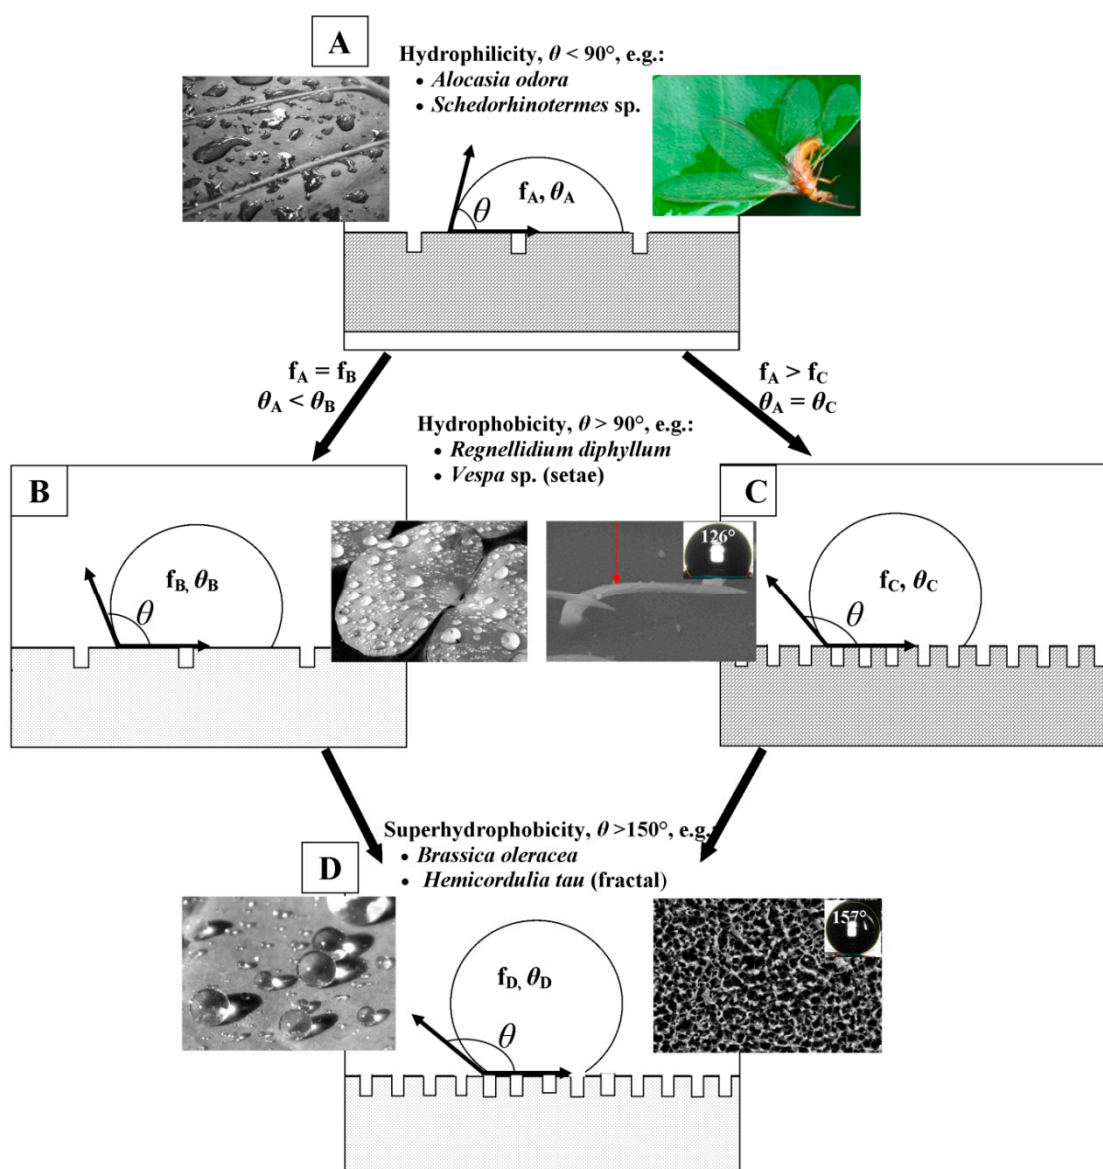 A
Hydrophilicity, θ < 90°, e.g.:
• Alocasia odora
• Schedorhinotermes sp.
f_A, θ_A
θ
f_A = f_B
θ_A < θ_B
f_A > f_C
θ_A = θ_C
Hydrophobicity, θ > 90°, e.g.:
• Regnellidium diphyllum
• Vespa sp. (setae)
B
C
126°
f_B, θ_B
θ
f_C, θ_C
θ
Superhydrophobicity, θ >150°, e.g.:
• Brassica oleracea
• Hemicordulia tau (fractal)
D
157°
f_D, θ_D
θ